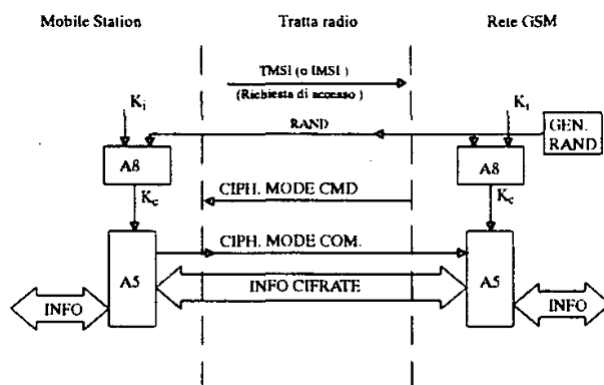 Mobile Station Tratta radio Rete GSM
TMSI (o IMSI)
(Richiesta di accesso)
Ki Ki
RAND
GEN. RAND
A8 A8
Kc CIPH. MODE CMD Kc
CIPH. MODE COM.
A5 A5
INFO CIFRATE
INFO INFO